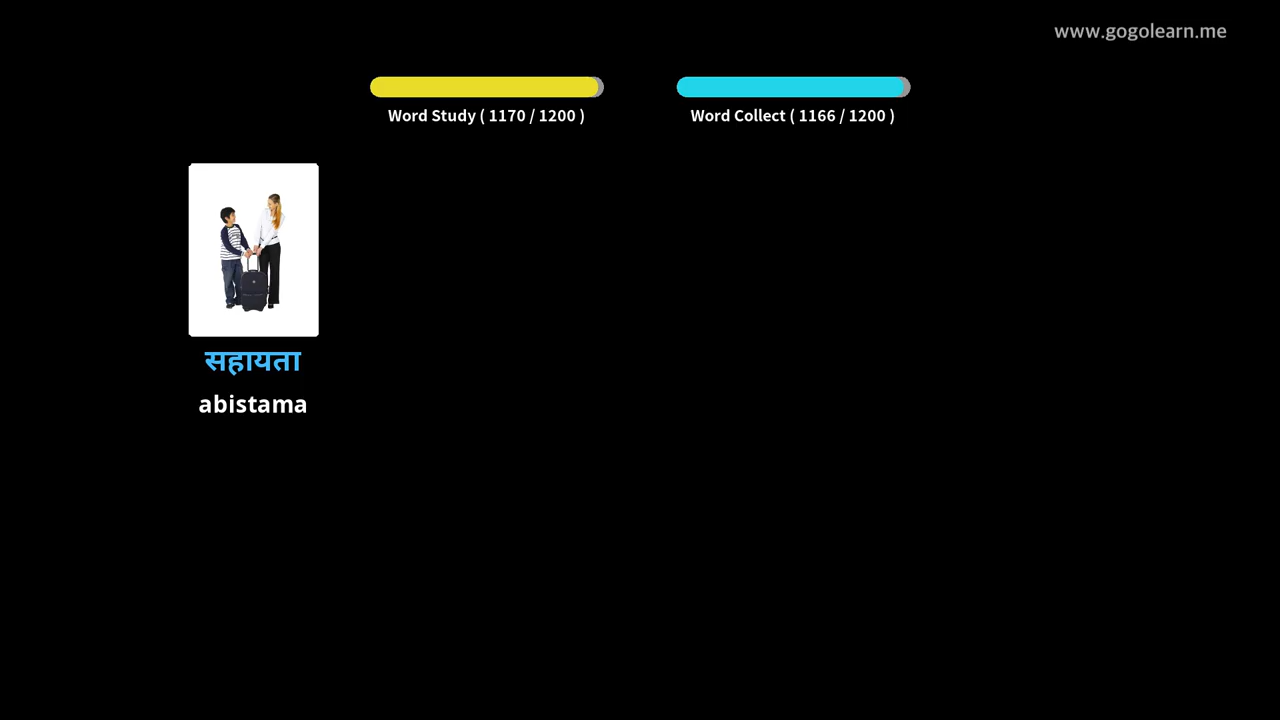 www.gogolearn.me
Word Study ( 1170 / 1200 )
Word Collect ( 1166 / 1200 )
सहायता
abistama